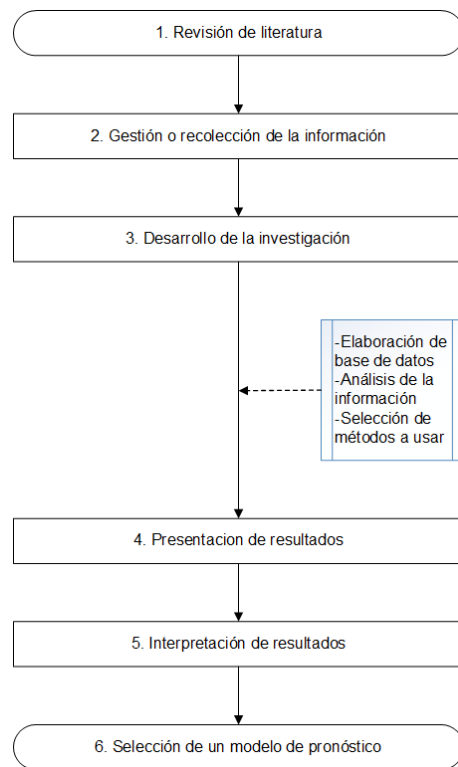 1. Revisión de literatura
2. Gestión o recolección de la información
3. Desarrollo de la investigación
-Elaboración de
base de datos
-Análisis de la
información
-Selección de
métodos a usar
4. Presentacion de resultados
5. Interpretación de resultados
6. Selección de un modelo de pronóstico